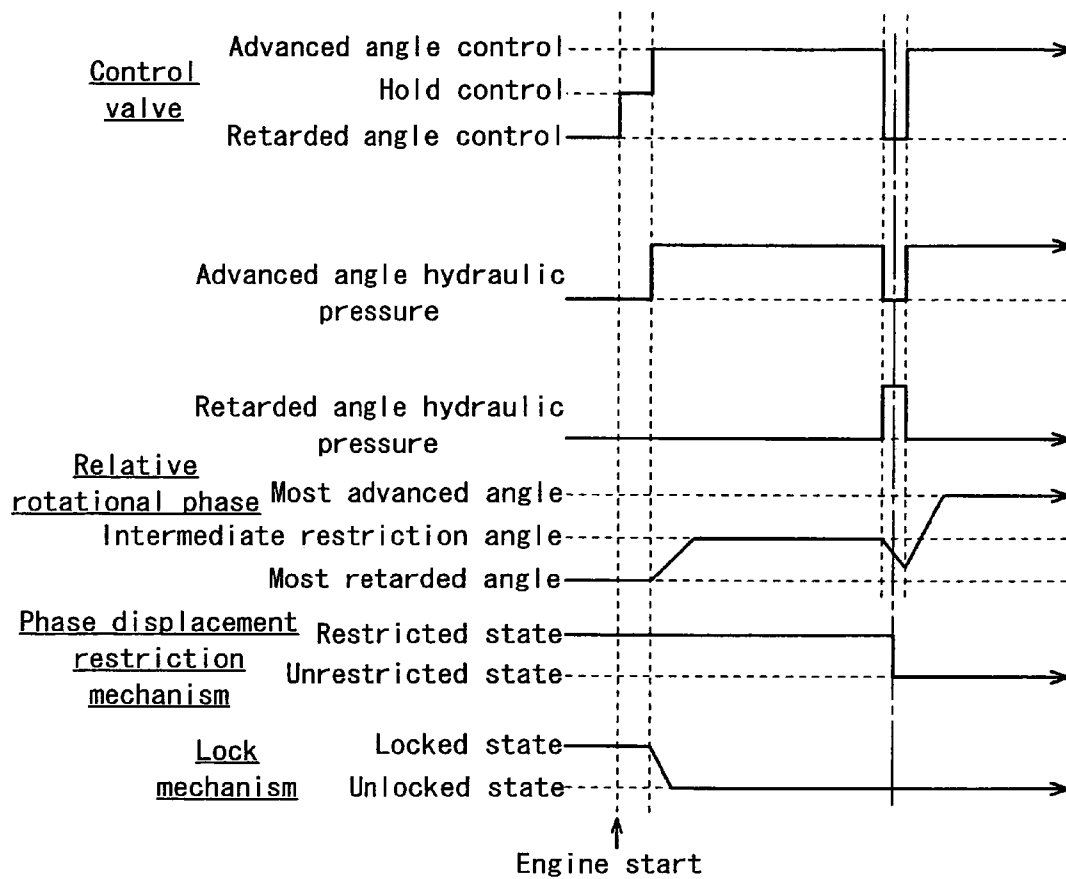 Control
valve
Advanced angle control
Hold control
Retarded angle control
Advanced angle hydraulic
pressure
Retarded angle hydraulic
pressure
Relative
rotational phase
Most advanced angle
Intermediate restriction angle
Most retarded angle
Phase displacement
restriction
mechanism
Restricted state
Unrestricted state
Lock
mechanism
Locked state
Unlocked state
Engine start